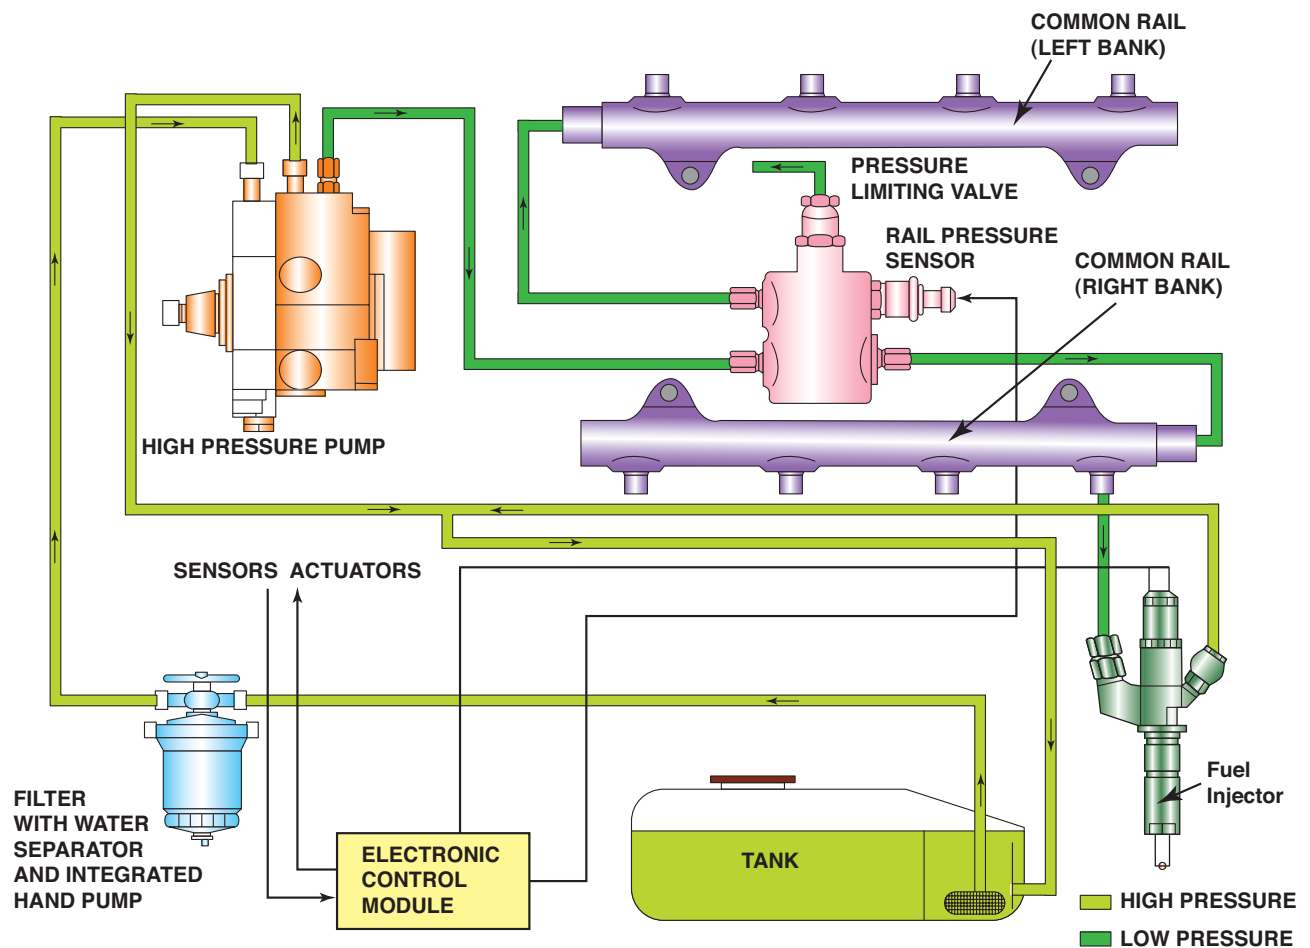 COMMON RAIL
(LEFT BANK)
PRESSURE
LIMITING VALVE
RAIL PRESSURE
SENSOR
COMMON RAIL
(RIGHT BANK)
HIGH PRESSURE PUMP
SENSORS ACTUATORS
FILTER
WITH WATER
SEPARATOR
AND INTEGRATED
HAND PUMP
ELECTRONIC
CONTROL
MODULE
TANK
Fuel
Injector
HIGH PRESSURE
LOW PRESSURE